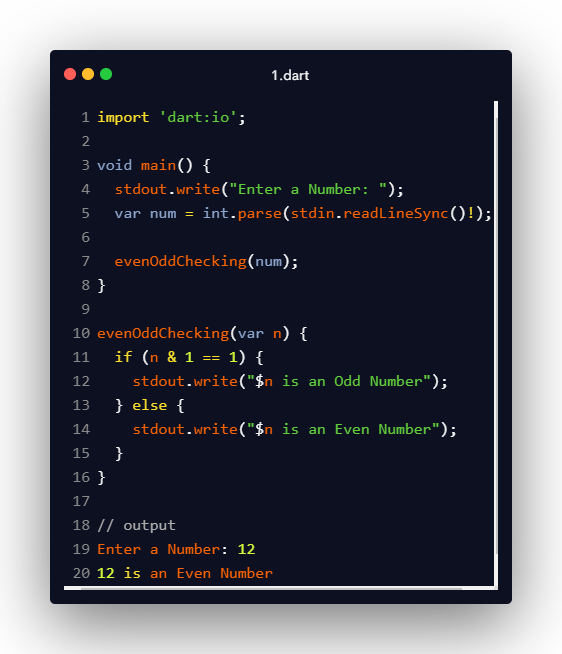 1.dart
1 import 'dart:io';
2
3 void main() {
4   stdout.write("Enter a Number: ");
5   var num = int.parse(stdin.readLineSync()!);
6
7   evenOddChecking(num);
8 }
9
10 evenOddChecking(var n) {
11   if (n & 1 == 1) {
12     stdout.write("$n is an Odd Number");
13   } else {
14     stdout.write("$n is an Even Number");
15   }
16 }
17
18 // output
19 Enter a Number: 12
20 12 is an Even Number